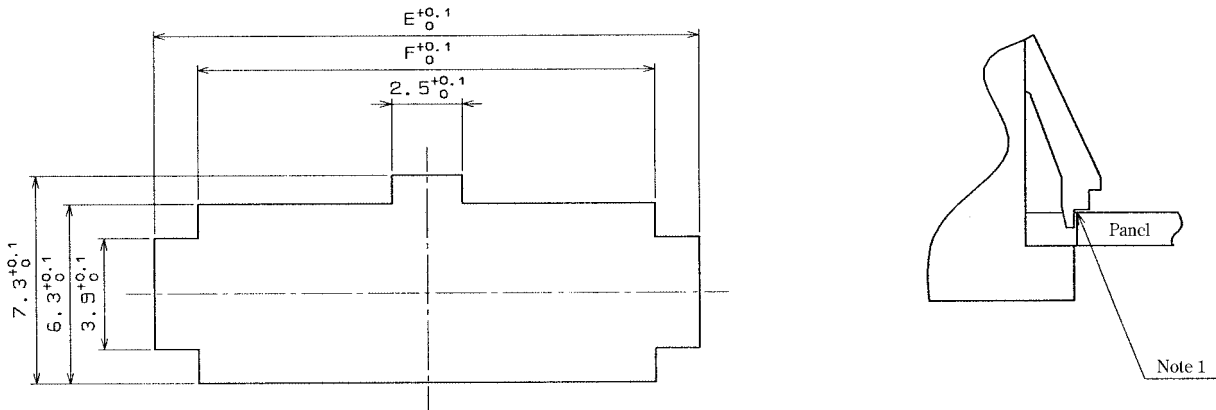 E +0.1 0
F +0.1 0
2.5 +0.1 0
7.3 +0.1 0
6.3 +0.1 0
3.9 +0.1 0
Panel
Note 1